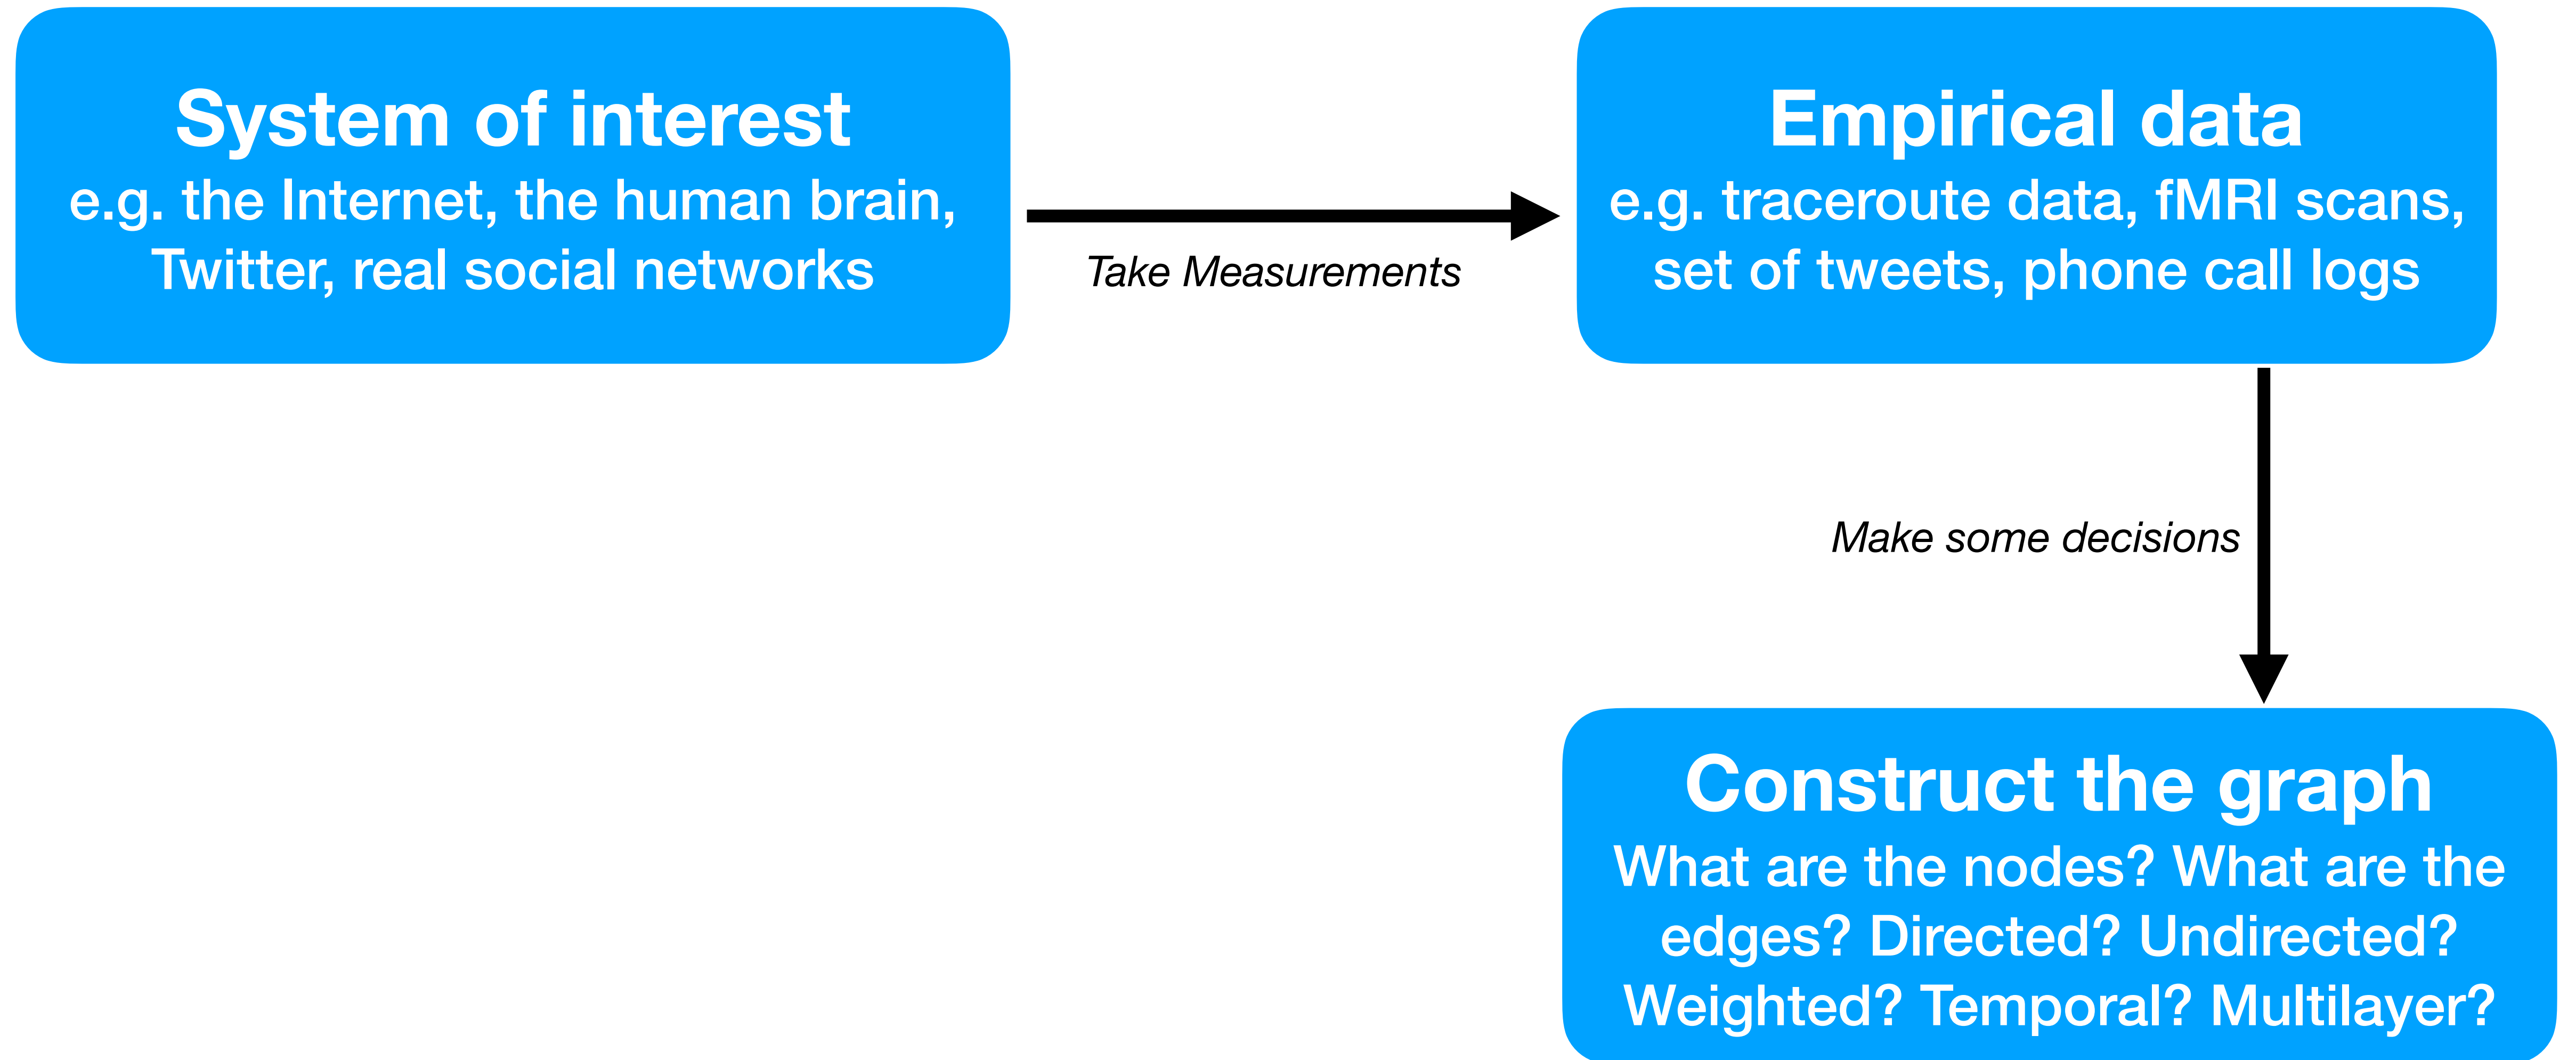 System of interest
e.g. the Internet, the human brain,
Twitter, real social networks
Take Measurements
Empirical data
e.g. traceroute data, fMRI scans,
set of tweets, phone call logs
Make some decisions
Construct the graph
What are the nodes? What are the
edges? Directed? Undirected?
Weighted? Temporal? Multilayer?